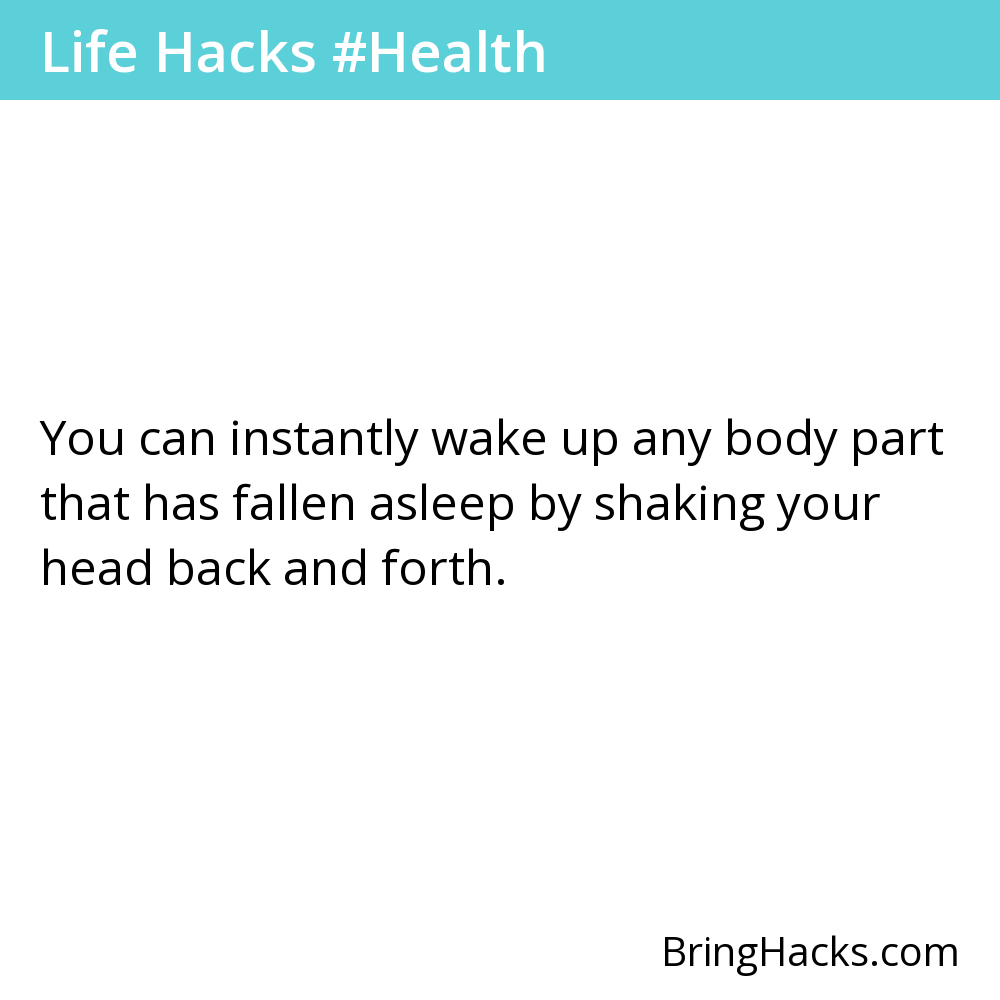 Life Hacks #Health
You can instantly wake up any body part
that has fallen asleep by shaking your
head back and forth.
BringHacks.com